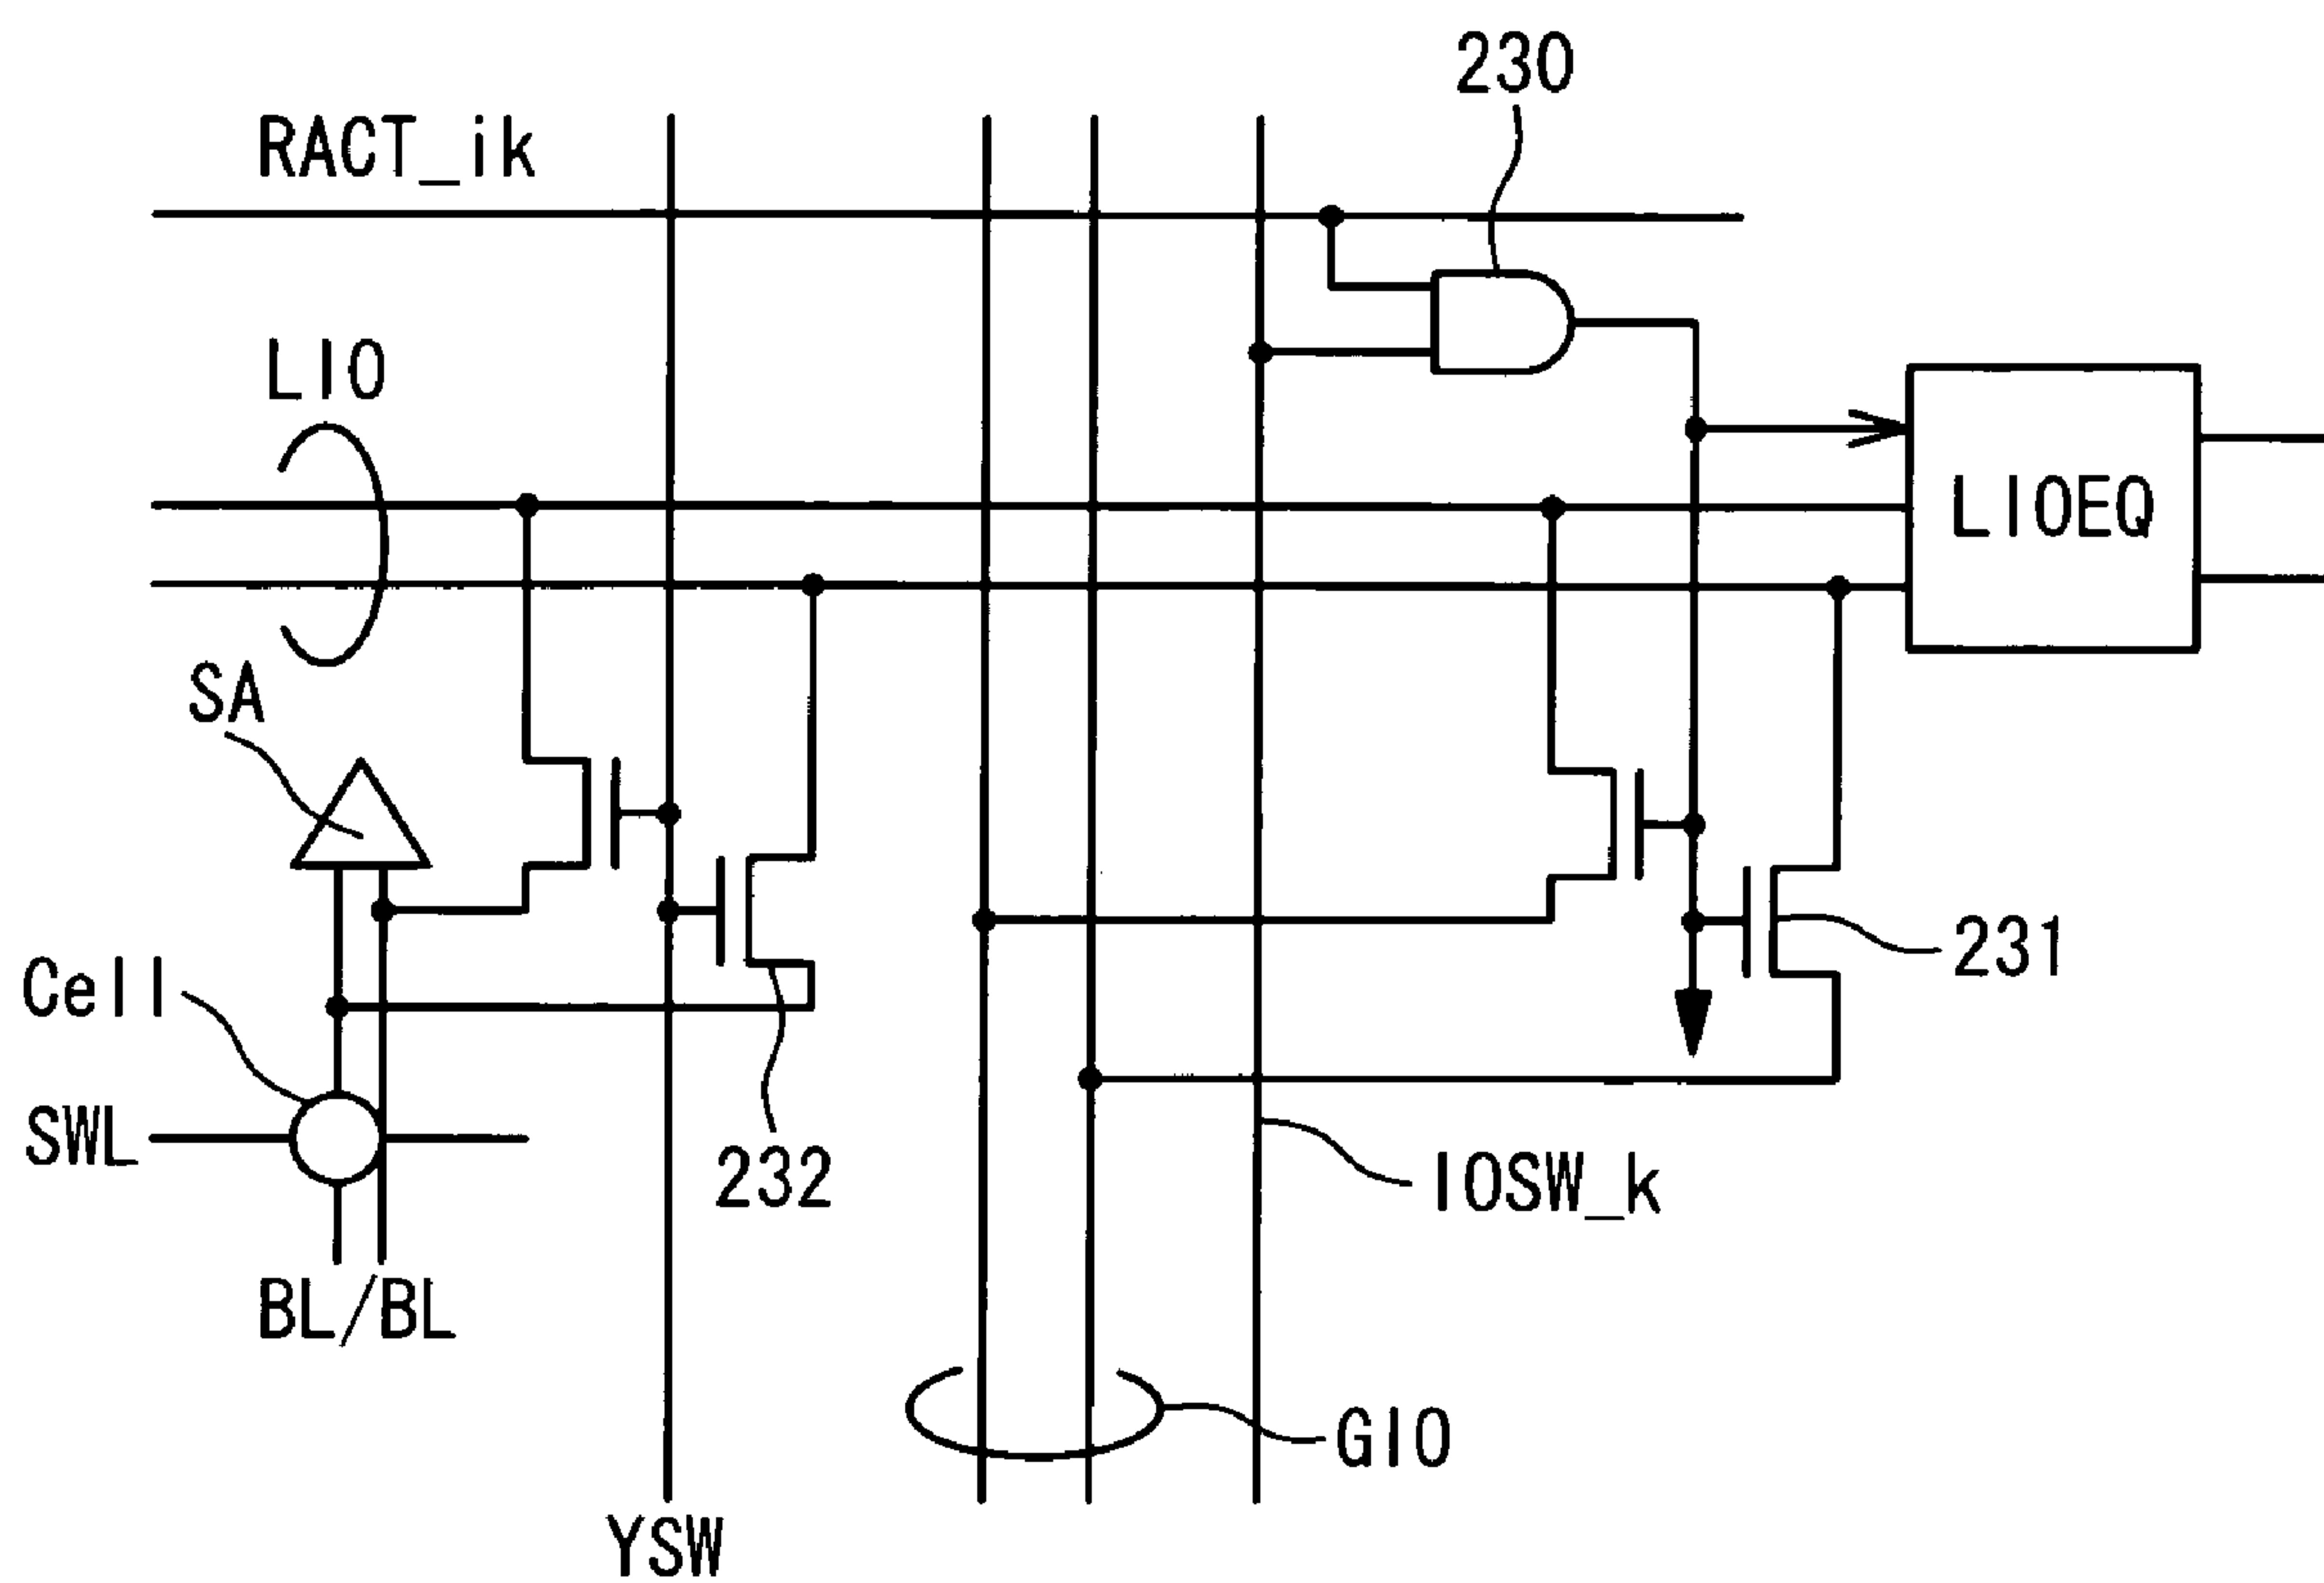 230
RACT_ik
LIO
LIOEQ
SA
231
Cell
SWL
232
IOSW_k
BL/BL
GIO
YSW